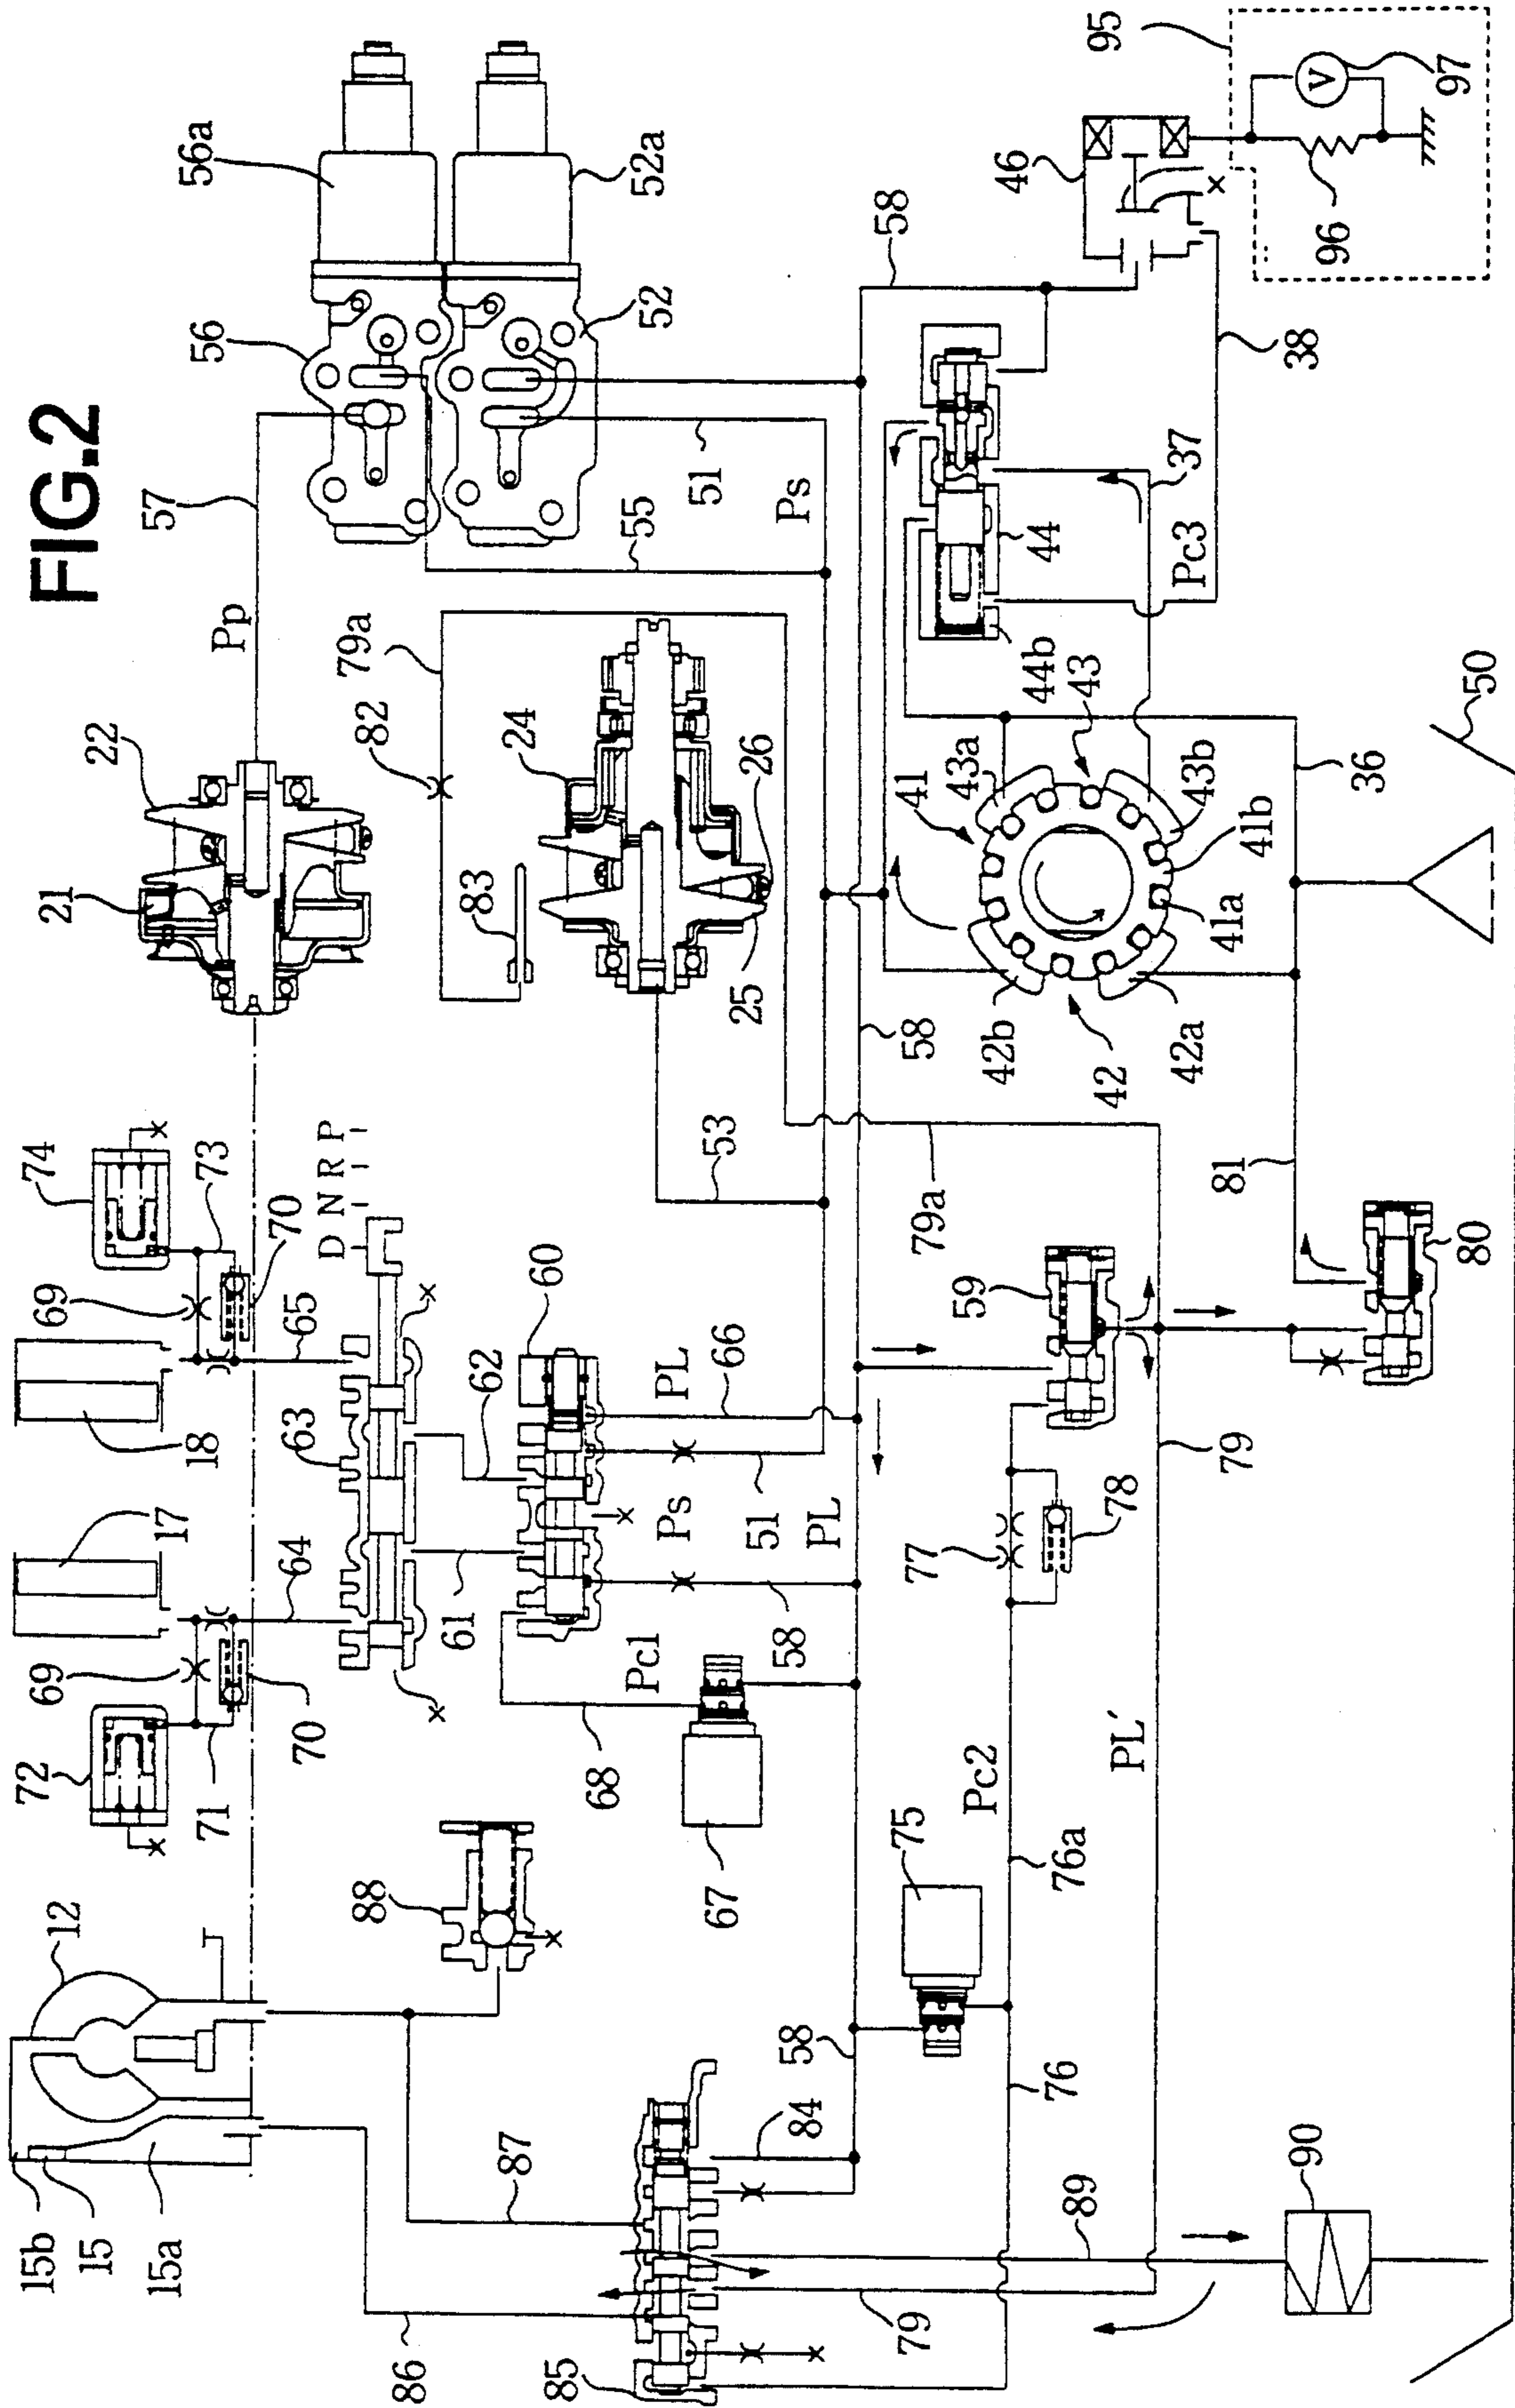 FIG.2
15b
15
15a
12
72
71
69
70
64
17
18
69
70
65
73
74
21
22
Pp
57
56
56a
52a
52
58
51
55
Ps
79a
82
83
24
25
26
53
D N R P
63
62
61
60
PL
66
51
Ps
PL
58
Pc1
68
67
88
86
87
85
84
58
79
89
90
76
75
76a
Pc2
PL′
77
78
79
59
79a
80
81
58
42b
42
42a
41a
41b
41
43a
43
43b
44b
44
37
Pc3
38
36
50
46
95
96
97
V